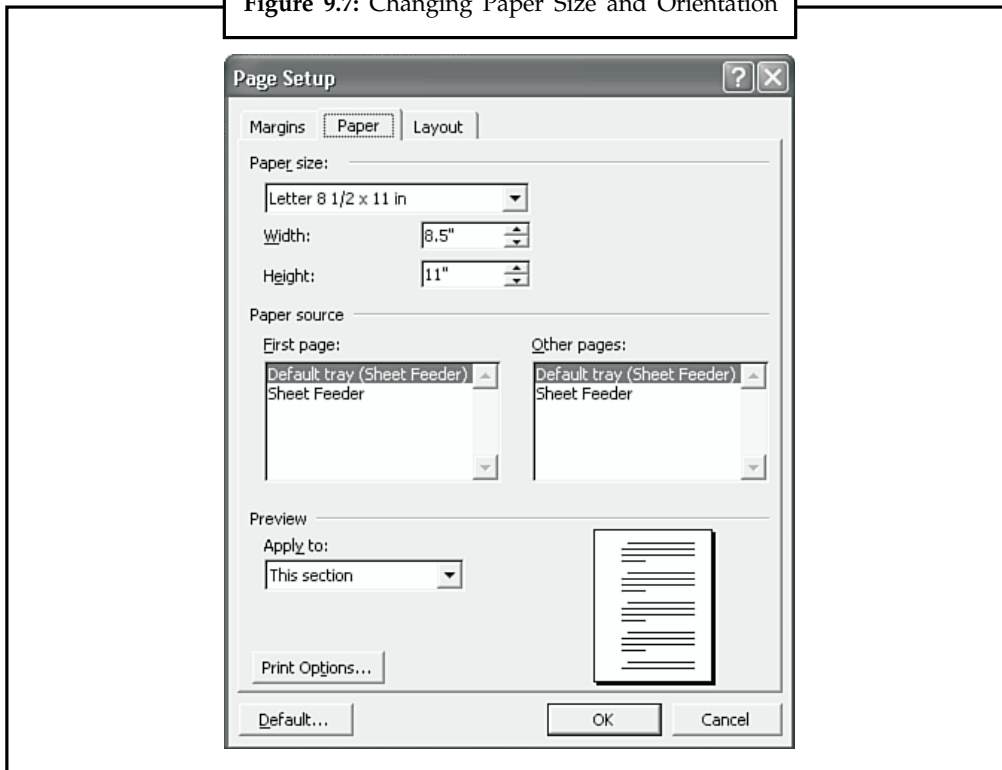 Figure 9.7: Changing Paper Size and Orientation
Page Setup
Margins Paper Layout
Paper size:
Letter 8 1/2 x 11 in
Width: 8.5"
Height: 11"
Paper source
First page: Other pages:
Default tray (Sheet Feeder) Default tray (Sheet Feeder)
Sheet Feeder Sheet Feeder
Preview
Apply to:
This section
Print Options...
Default... OK Cancel